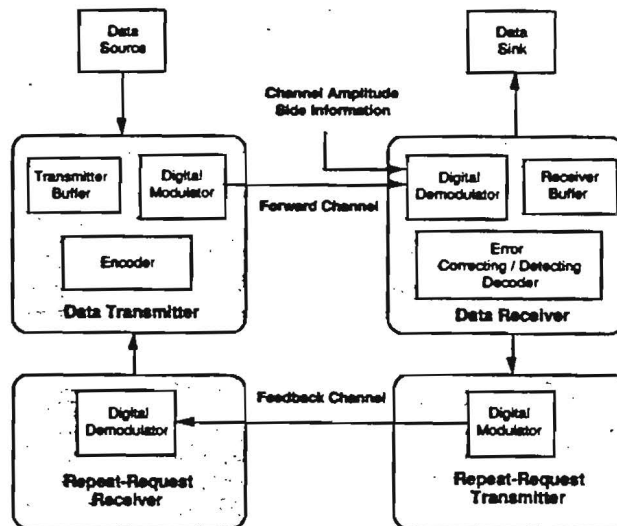 Data
Source
Data
Sink
Channel Amplitude
Side Information
Transmitter
Buffer
Digital
Modulator
Forward Channel
Digital
Demodulator
Receiver
Buffer
Encoder
Error
Correcting / Detecting
Decoder
Data Transmitter
Data Receiver
Feedback Channel
Digital
Demodulator
Digital
Modulator
Repeat-Request
Receiver
Repeat-Request
Transmitter